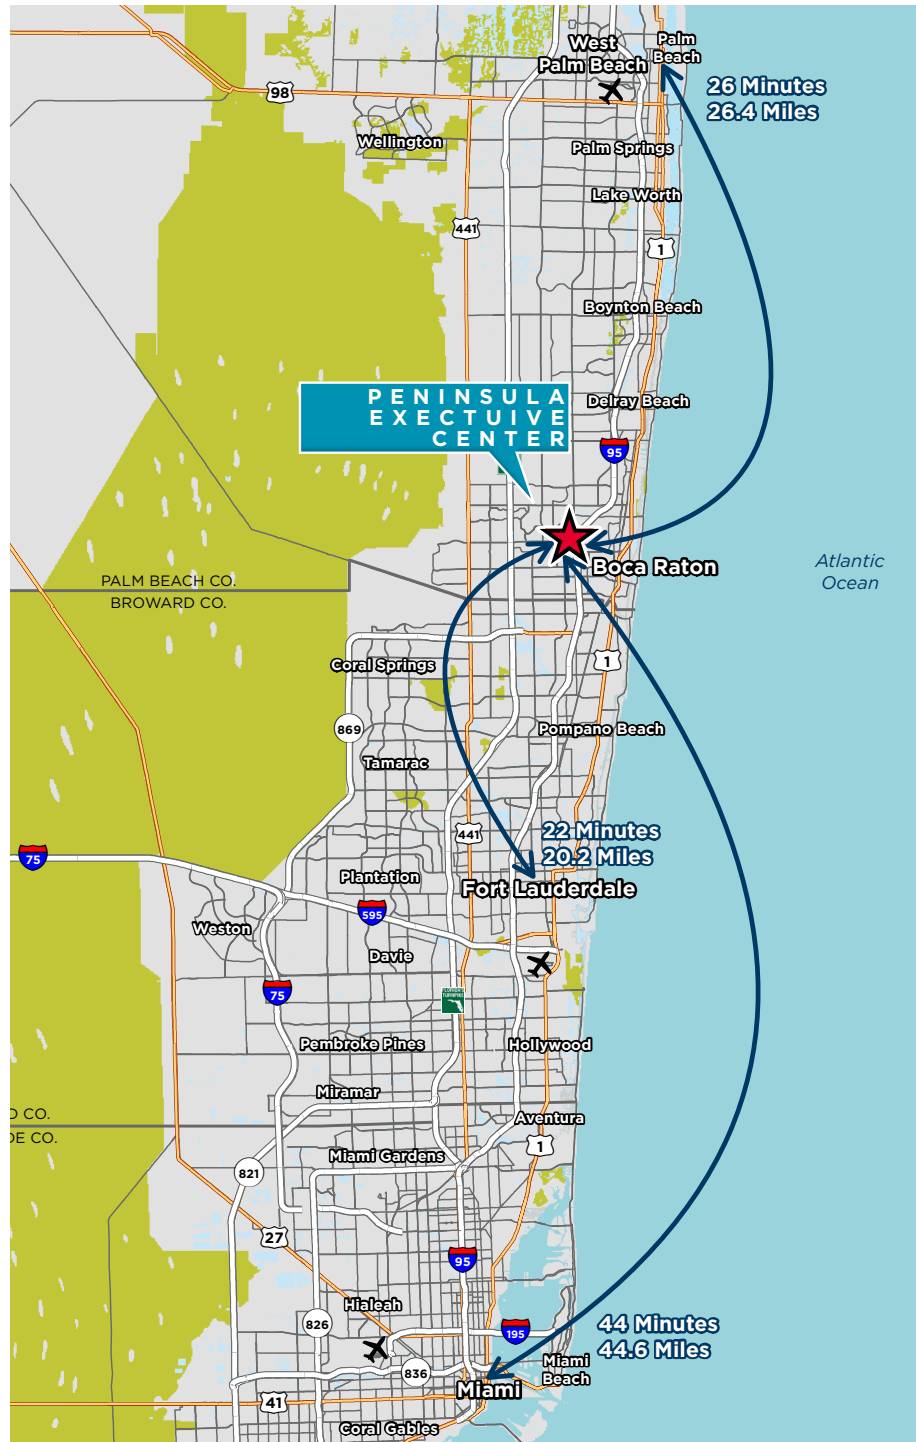 West
Palm Beach
Palm
Beach
26 Minutes
26.4 Miles
98
Wellington
Palm Springs
Lake Worth
441
1
Boynton Beach
PENINSULA
EXECTUIVE
CENTER
Delray Beach
95
Boca Raton
Atlantic
Ocean
PALM BEACH CO.
BROWARD CO.
Coral Springs
1
869
Pompano Beach
Tamarac
441
22 Minutes
20.2 Miles
75
Plantation
Fort Lauderdale
595
Weston
Davie
75
FLORIDA'S
TURNPIKE
Pembroke Pines
Hollywood
Miramar
D CO.
DE CO.
Aventura
1
Miami Gardens
821
27
95
Hialeah
826
195
44 Minutes
44.6 Miles
836
Miami
Beach
Miami
41
Coral Gables